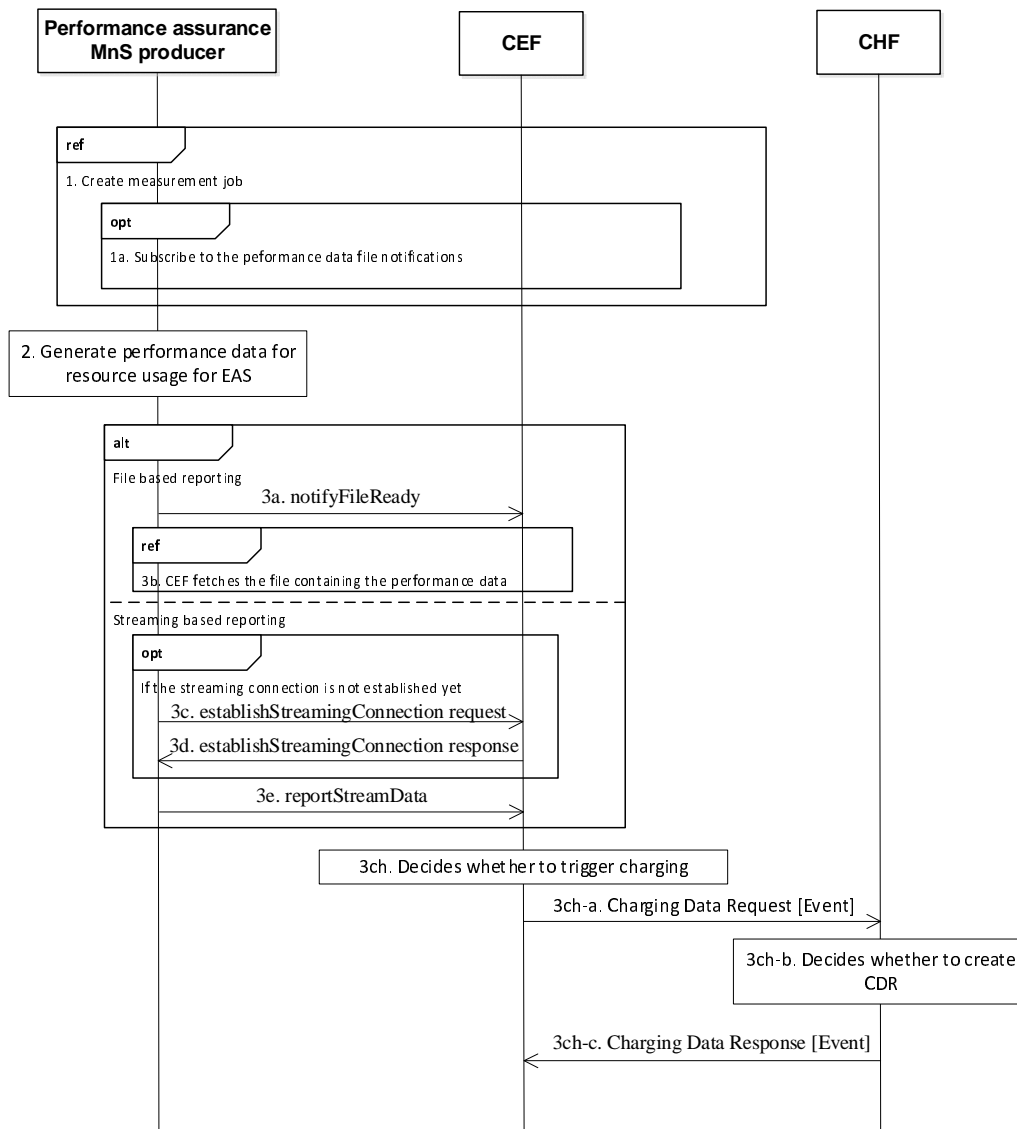 Performance assurance
MnS producer
CEF
CHF
ref
1. Create measurement job
opt
1a. Subscribe to the peformance data file notifications
2. Generate performance data for
resource usage for EAS
alt
File based reporting
3a. notifyFileReady
ref
3b. CEF fetches the file containing the performance data
Streaming based reporting
opt
If the streaming connection is not established yet
3c. establishStreamingConnection request
3d. establishStreamingConnection response
3e. reportStreamData
3ch. Decides whether to trigger charging
3ch-a. Charging Data Request [Event]
3ch-b. Decides whether to create
CDR
3ch-c. Charging Data Response [Event]